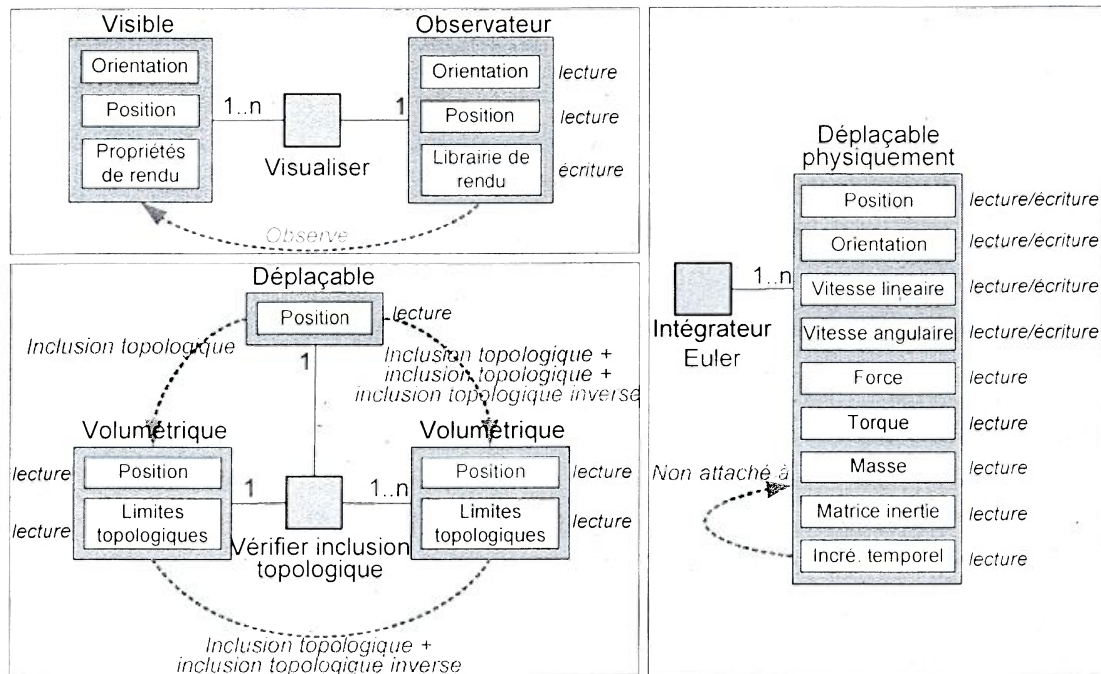 Visible
Orientation
Position
Propriétés
de rendu
1..n
Visualiser
1
Observateur
Orientation
lecture
Position
lecture
Librairie de
rendu
écriture
Observe
Déplaçable
Position
lecture
Inclusion topologique
1
Inclusion topologique +
inclusion topologique +
inclusion topologique inverse
Volumétrique
lecture
Position
lecture
Limites
topologiques
1
1..n
Vérifier inclusion
topologique
Volumétrique
Position
lecture
Limites
topologiques
lecture
Inclusion topologique +
inclusion topologique inverse
Déplaçable
physiquement
Position
lecture/écriture
Orientation
lecture/écriture
1..n
Vitesse lineaire
lecture/écriture
Intégrateur
Euler
Vitesse angulaire
lecture/écriture
Force
lecture
Torque
lecture
Non attaché à
Masse
lecture
Matrice inertie
lecture
Incré. temporel
lecture